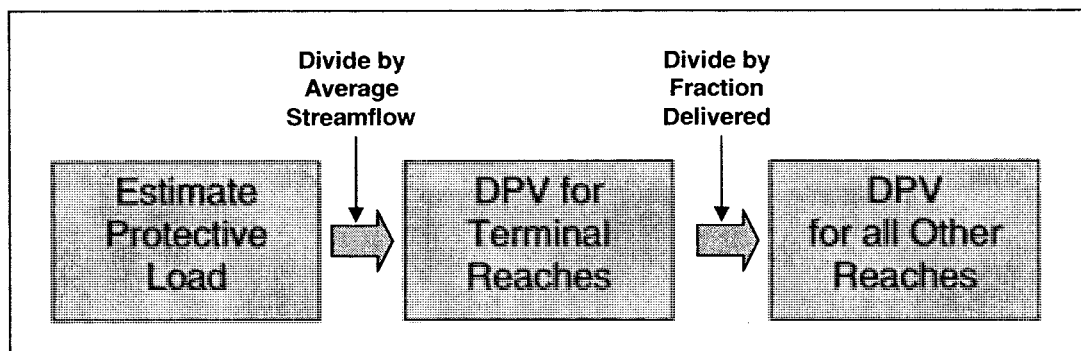 Divide by
Average
Streamflow
Divide by
Fraction
Delivered
Estimate
Protective
Load
DPV for
Terminal
Reaches
DPV
for all Other
Reaches